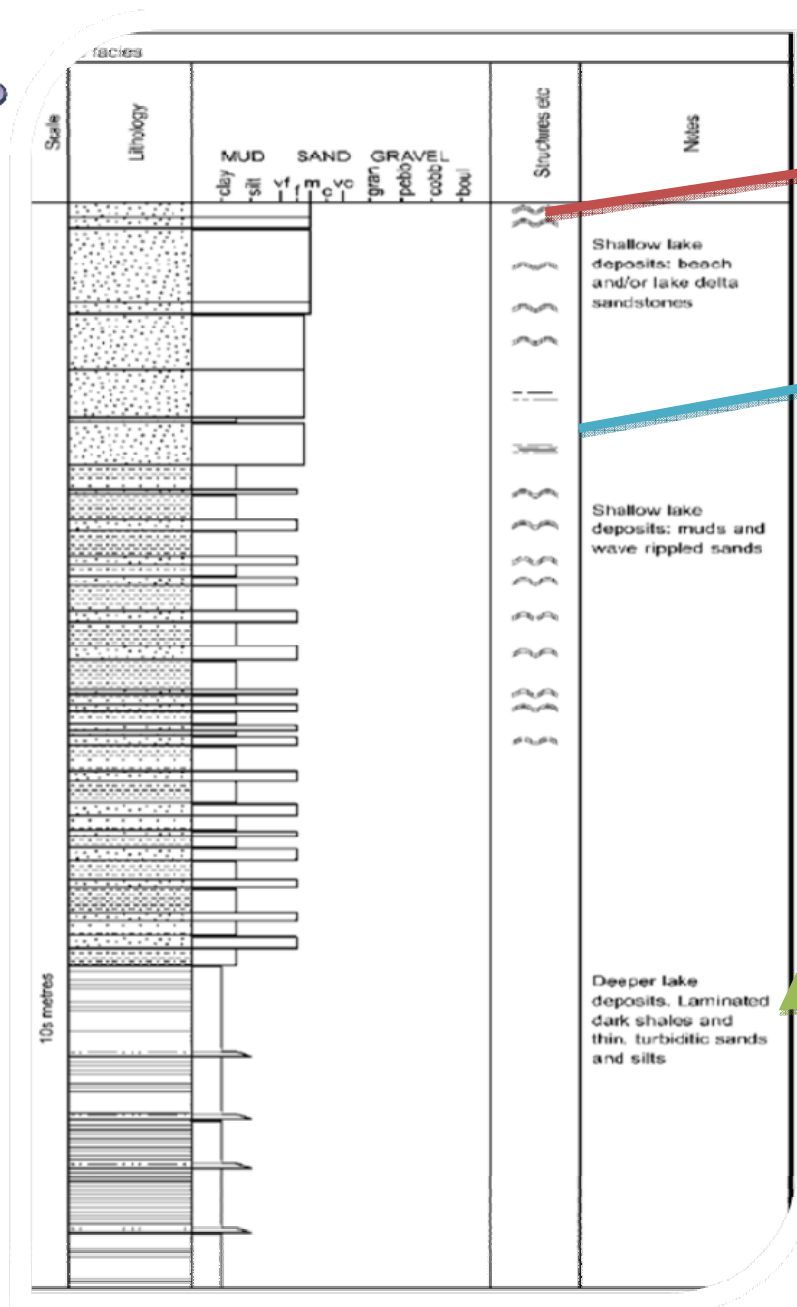 facies
Scale
Lithology
MUD SAND GRAVEL
clay silt vf f m c vc gran pebb cobb boul
Structures etc
Notes
Shallow lake
deposits: beach
and/or lake delta
sandstones
Shallow lake
deposits: muds and
wave rippled sands
10s metres
Deeper lake
deposits. Laminated
dark shales and
thin, turbiditic sands
and silts